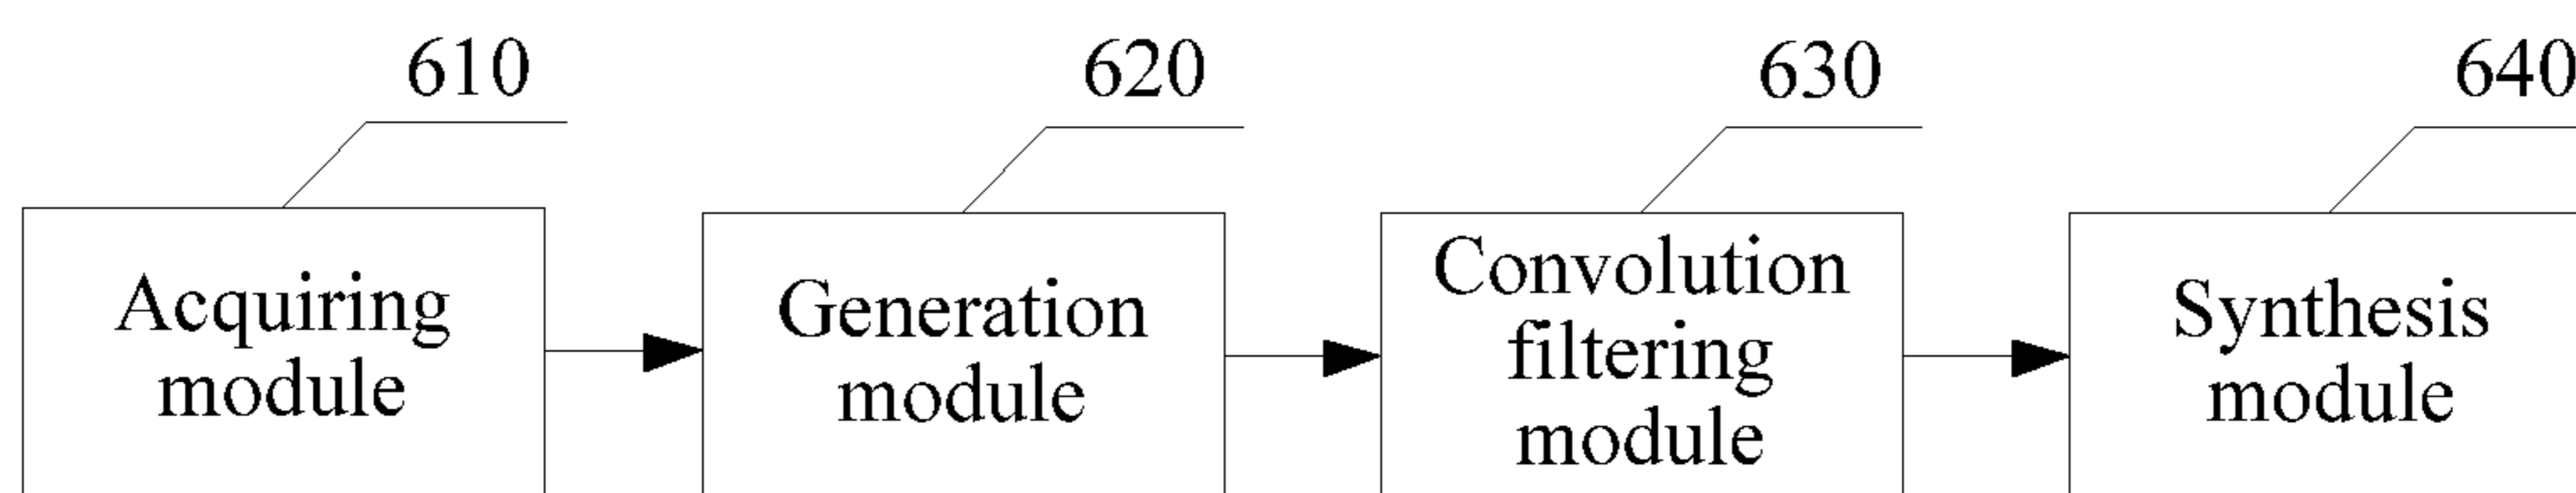 610
620
630
640
Acquiring
module
Generation
module
Convolution
filtering
module
Synthesis
module